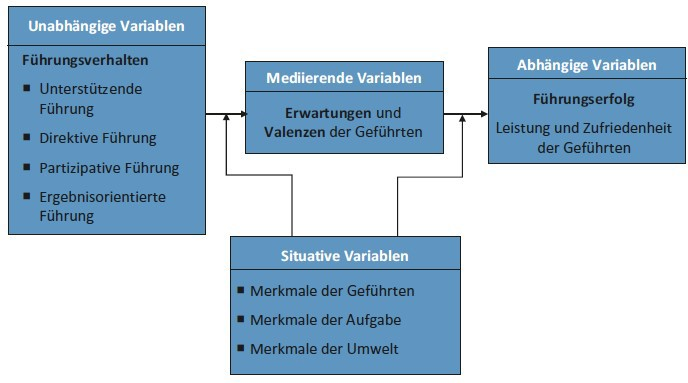 Unabhängige Variablen
Führungsverhalten
■ Unterstützende
Führung
■ Direktive Führung
■ Partizipative Führung
■ Ergebnisorientierte
Führung
Mediierende Variablen
Erwartungen und
Valenzen der Geführten
Abhängige Variablen
Führungserfolg
Leistung und Zufriedenheit
der Geführten
Situative Variablen
■ Merkmale der Geführten
■ Merkmale der Aufgabe
■ Merkmale der Umwelt